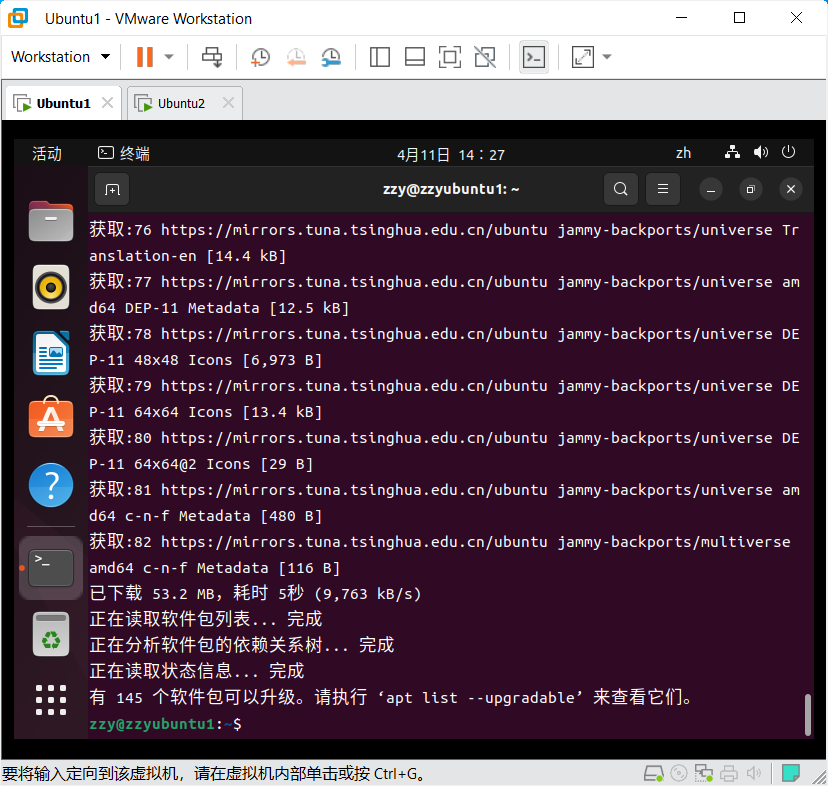 Ubuntu1 - VMware Workstation
Workstation
Ubuntu1
Ubuntu2
活动
终端
4月11日 14：27
zh
zzy@zzyubuntu1: ~
获取:76 https://mirrors.tuna.tsinghua.edu.cn/ubuntu jammy-backports/universe Tr
anslation-en [14.4 kB]
获取:77 https://mirrors.tuna.tsinghua.edu.cn/ubuntu jammy-backports/universe am
d64 DEP-11 Metadata [12.5 kB]
获取:78 https://mirrors.tuna.tsinghua.edu.cn/ubuntu jammy-backports/universe DE
P-11 48x48 Icons [6,973 B]
获取:79 https://mirrors.tuna.tsinghua.edu.cn/ubuntu jammy-backports/universe DE
P-11 64x64 Icons [13.4 kB]
获取:80 https://mirrors.tuna.tsinghua.edu.cn/ubuntu jammy-backports/universe DE
P-11 64x64@2 Icons [29 B]
获取:81 https://mirrors.tuna.tsinghua.edu.cn/ubuntu jammy-backports/universe am
d64 c-n-f Metadata [480 B]
获取:82 https://mirrors.tuna.tsinghua.edu.cn/ubuntu jammy-backports/multiverse
amd64 c-n-f Metadata [116 B]
已下载 53.2 MB，耗时 5秒 (9,763 kB/s)
正在读取软件包列表... 完成
正在分析软件包的依赖关系树... 完成
正在读取状态信息... 完成
有 145 个软件包可以升级。请执行 ‘apt list --upgradable’ 来查看它们。
zzy@zzyubuntu1:~$
要将输入定向到该虚拟机，请在虚拟机内部单击或按 Ctrl+G。